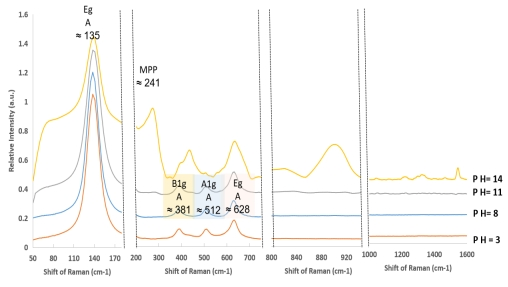 Eg
A
≈ 135
MPP
≈ 241
B1g
A
≈ 381
A1g
A
≈ 512
Eg
A
≈ 628
Relative Intensity (a.u.)
1.6
1.4
1.2
1
0.8
0.6
0.4
0.2
0
P H= 14
P H= 11
P H= 8
P H= 3
50 80 110 140 170
200 300 400 500 600 700
800 840 880 920
1000 1100 1200 1300 1400 1500 1600
Shift of Raman (cm-1)
Shift of Raman (cm-1)
Shift of Raman (cm-1)
Shift of Raman (cm-1)